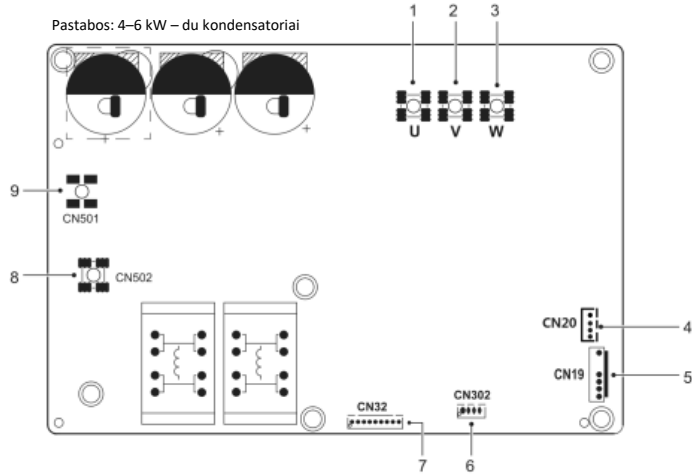 Pastabos: 4–6 kW – du kondensatoriai
1 2 3
U V W
+ + +
9
CN501
8
CN502
CN20
4
CN19
5
CN302
CN32
7 6